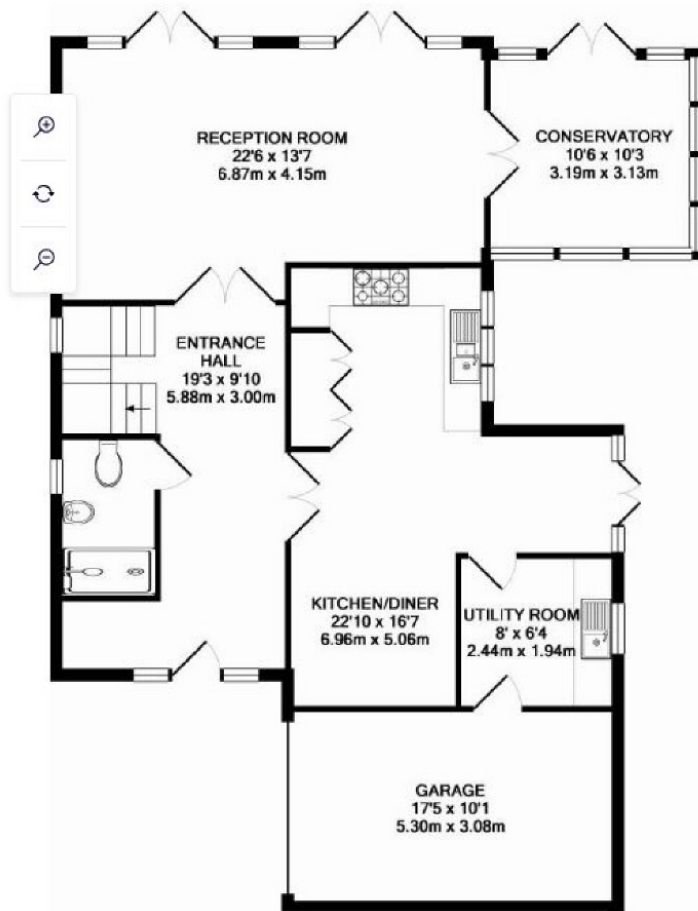 RECEPTION ROOM
22'6 x 13'7
6.87m x 4.15m
CONSERVATORY
10'6 x 10'3
3.19m x 3.13m
ENTRANCE
HALL
19'3 x 9'10
5.88m x 3.00m
KITCHEN/DINER
22'10 x 16'7
6.96m x 5.06m
UTILITY ROOM
8' x 6'4
2.44m x 1.94m
GARAGE
17'5 x 10'1
5.30m x 3.08m